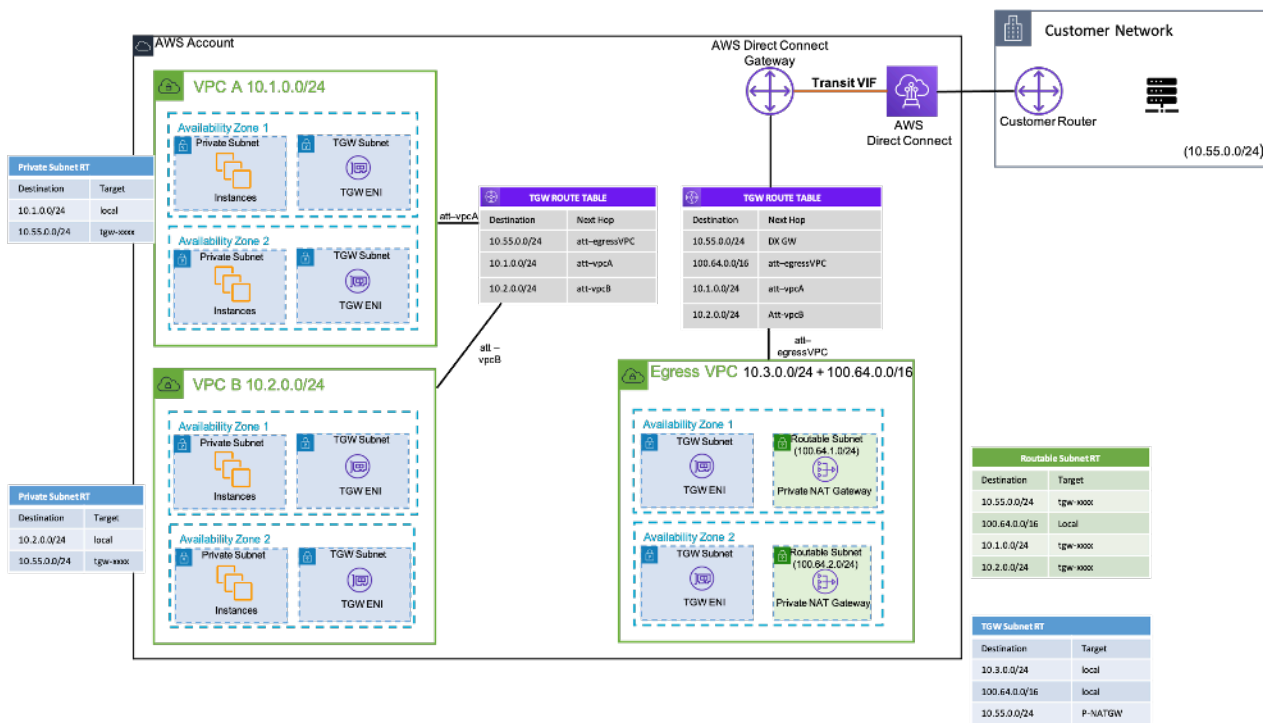 AWS Account
AWS Direct Connect
Gateway
Transit VIF
AWS
Direct Connect
Customer Network
Customer Router
(10.55.0.0/24)
VPC A 10.1.0.0/24
Availability Zone 1
Private Subnet
Instances
TGW Subnet
TGW ENI
Availability Zone 2
Private Subnet
Instances
TGW Subnet
TGW ENI
Private Subnet RT
Destination Target
10.1.0.0/24 local
10.55.0.0/24 tgw-xxxx
att-vpcA
TGW ROUTE TABLE
Destination Next Hop
10.55.0.0/24 att-egressVPC
10.1.0.0/24 att-vpcA
10.2.0.0/24 att-vpcB
TGW ROUTE TABLE
Destination Next Hop
10.55.0.0/24 DX GW
100.64.0.0/16 att-egressVPC
10.1.0.0/24 att-vpcA
10.2.0.0/24 Att-vpcB
att –
vpcB
att–
egressVPC
VPC B 10.2.0.0/24
Availability Zone 1
Private Subnet
Instances
TGW Subnet
TGW ENI
Availability Zone 2
Private Subnet
Instances
TGW Subnet
TGW ENI
Private Subnet RT
Destination Target
10.2.0.0/24 local
10.55.0.0/24 tgw-xxxx
Egress VPC 10.3.0.0/24 + 100.64.0.0/16
Availability Zone 1
TGW Subnet
TGW ENI
Routable Subnet
(100.64.1.0/24)
Private NAT Gateway
Availability Zone 2
TGW Subnet
TGW ENI
Routable Subnet
(100.64.2.0/24)
Private NAT Gateway
Routable Subnet RT
Destination Target
10.55.0.0/24 tgw-xxxx
100.64.0.0/16 Local
10.1.0.0/24 tgw-xxxx
10.2.0.0/24 tgw-xxxx
TGW Subnet RT
Destination Target
10.3.0.0/24 local
100.64.0.0/16 local
10.55.0.0/24 P-NATGW